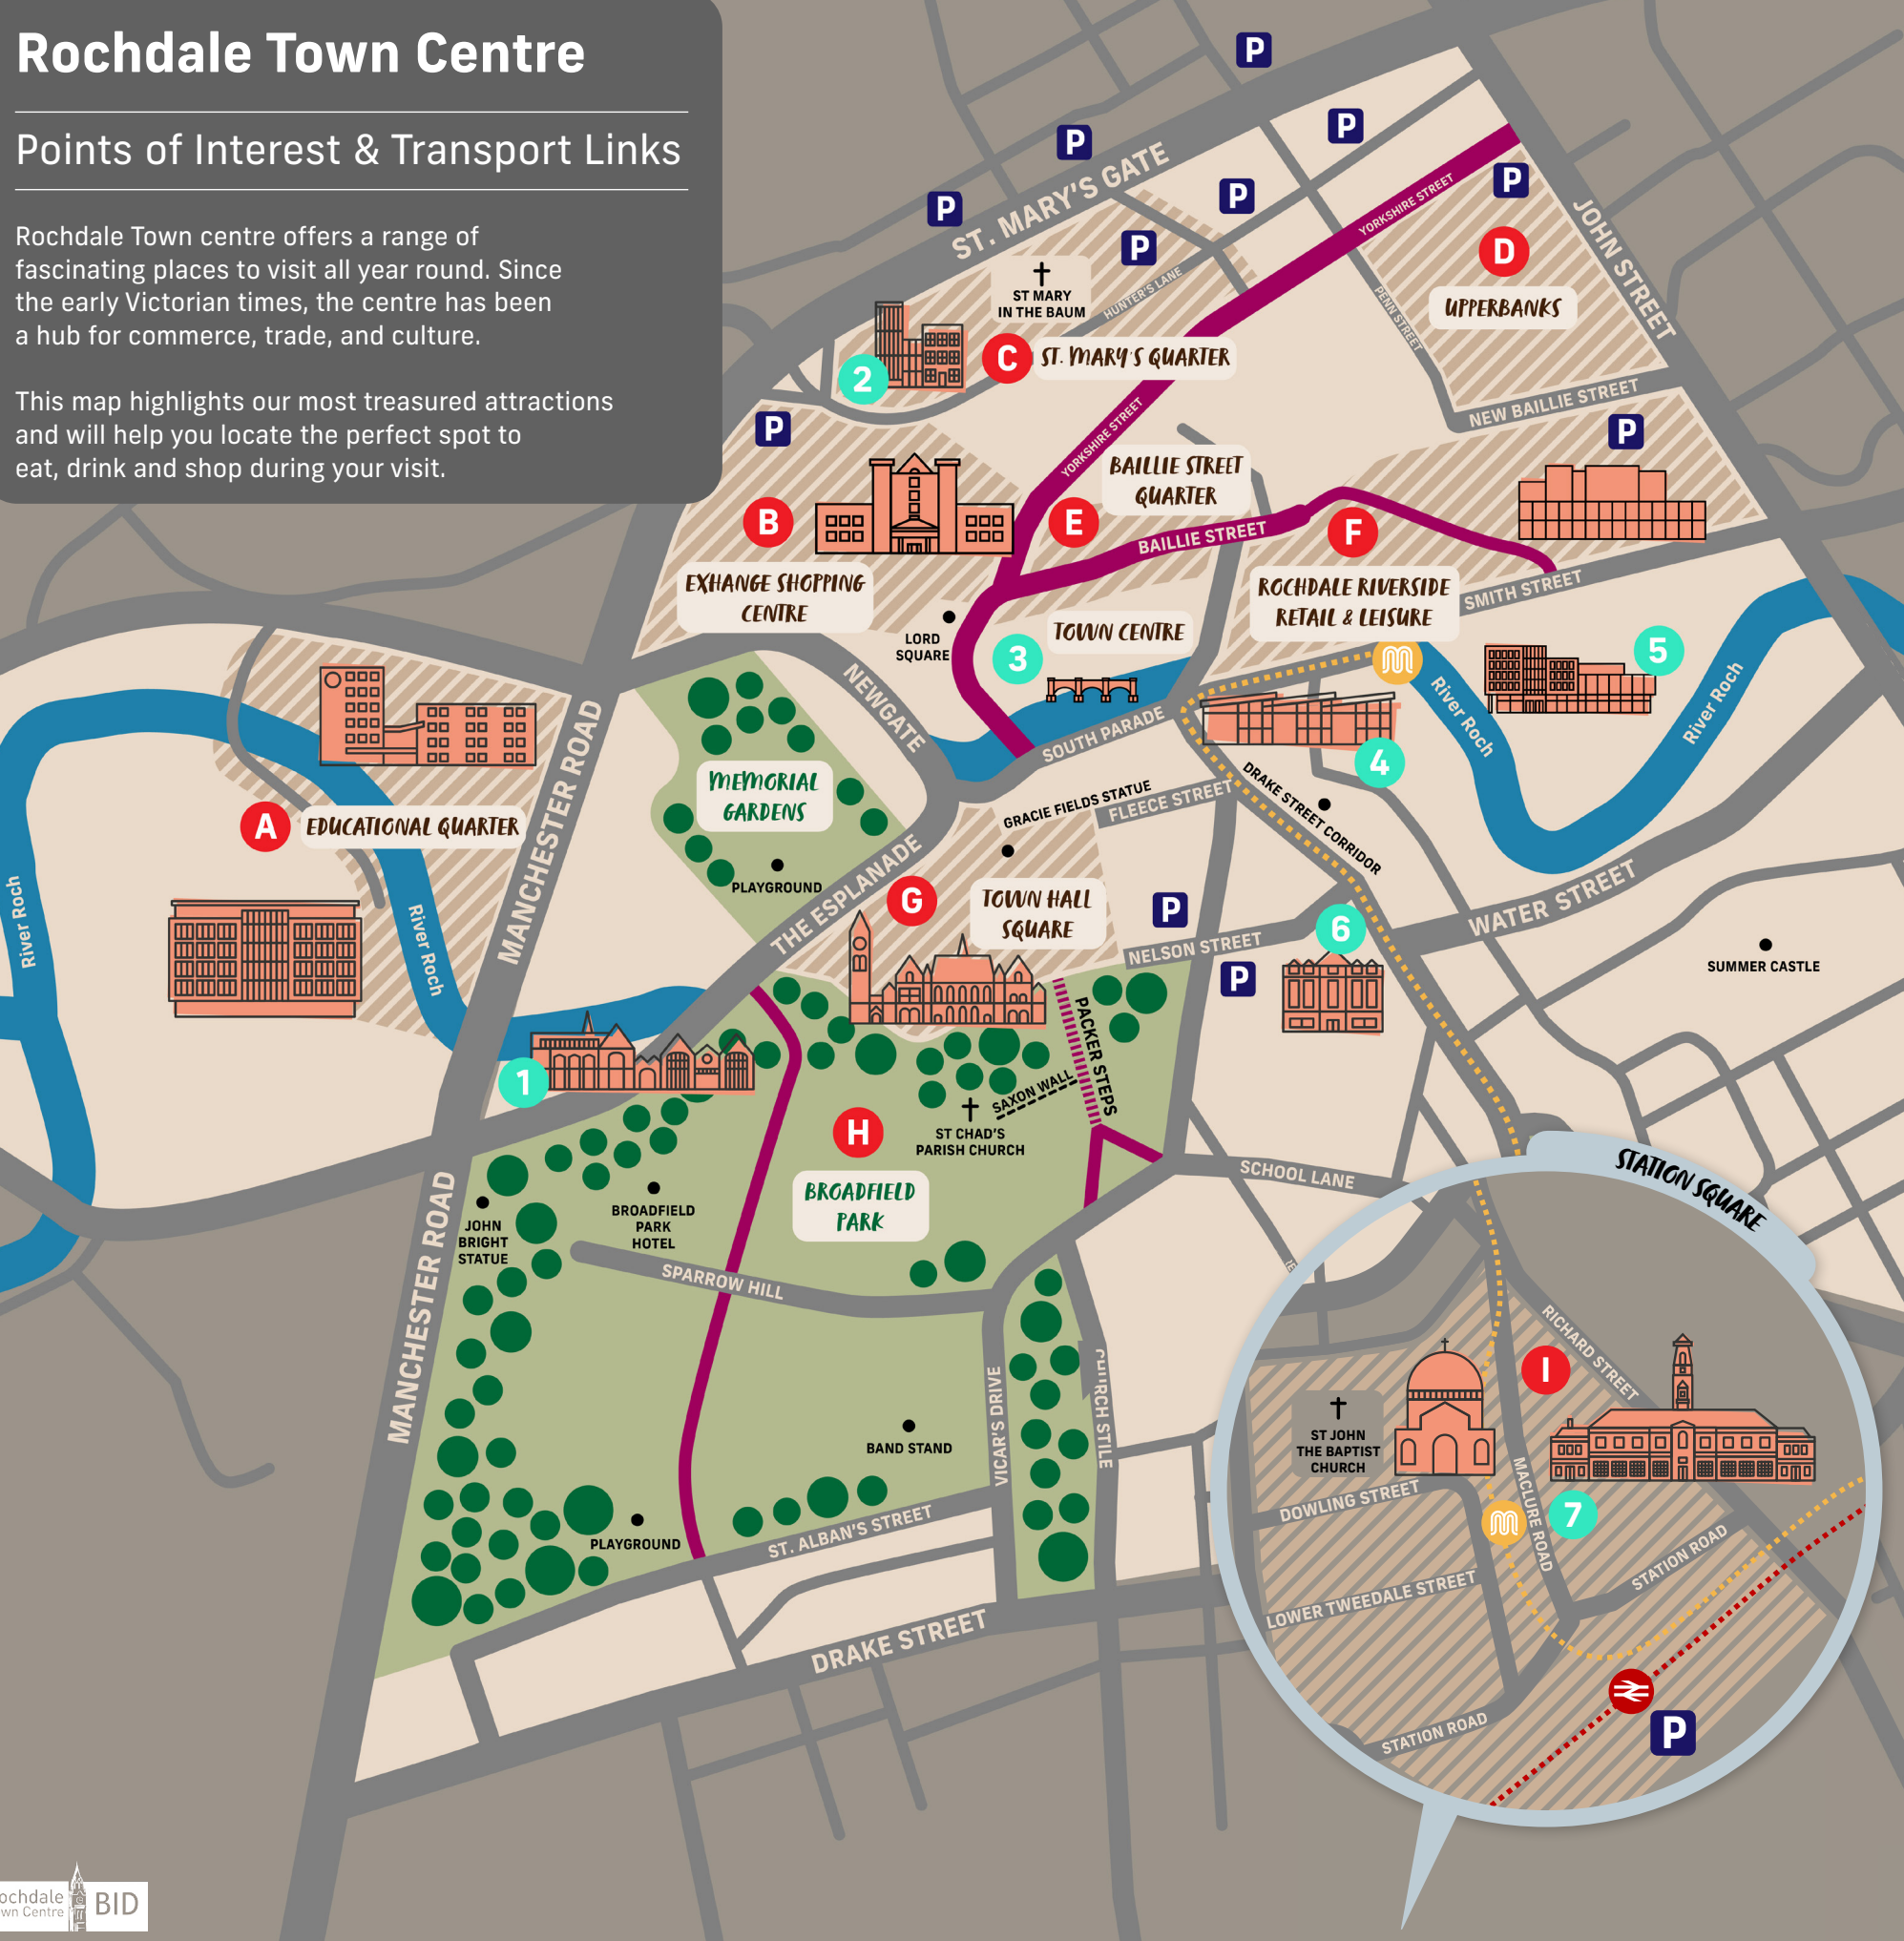 Rochdale Town Centre
Points of Interest & Transport Links
Rochdale Town centre offers a range of
fascinating places to visit all year round. Since
the early Victorian times, the centre has been
a hub for commerce, trade, and culture.
This map highlights our most treasured attractions
and will help you locate the perfect spot to
eat, drink and shop during your visit.
P
P
P
P
P
P
P
ST. MARY'S GATE
JOHN STREET
YORKSHIRE STREET
D
UPPERBANKS
ST MARY
IN THE BAUM
HUNTER'S LANE
PENN STREET
2
C
ST. MARY'S QUARTER
NEW BAILLIE STREET
P
P
YORKSHIRE STREET
BAILLIE STREET
QUARTER
B
E
BAILLIE STREET
F
EXHANGE SHOPPING
CENTRE
ROCHDALE RIVERSIDE
RETAIL & LEISURE
SMITH STREET
LORD
SQUARE
3
TOWN CENTRE
5
NEWGATE
SOUTH PARADE
River Roch
River Roch
4
MEMORIAL
GARDENS
MANCHESTER ROAD
GRACIE FIELDS STATUE
FLEECE STREET
DRAKE STREET CORRIDOR
A
EDUCATIONAL QUARTER
PLAYGROUND
THE ESPLANADE
G
TOWN HALL
SQUARE
P
6
WATER STREET
NELSON STREET
P
SUMMER CASTLE
River Roch
River Roch
PACKER STEPS
1
SAXON WALL
H
ST CHAD'S
PARISH CHURCH
BROADFIELD
PARK
SCHOOL LANE
STATION SQUARE
JOHN
BRIGHT
STATUE
BROADFIELD
PARK
HOTEL
SPARROW HILL
MANCHESTER ROAD
VICAR'S DRIVE
CHURCH STILE
RICHARD STREET
I
ST JOHN
THE BAPTIST
CHURCH
BAND STAND
MACLURE ROAD
DOWLING STREET
7
PLAYGROUND
ST. ALBAN'S STREET
STATION ROAD
LOWER TWEEDALE STREET
DRAKE STREET
STATION ROAD
P
ochdale
wn Centre
BID